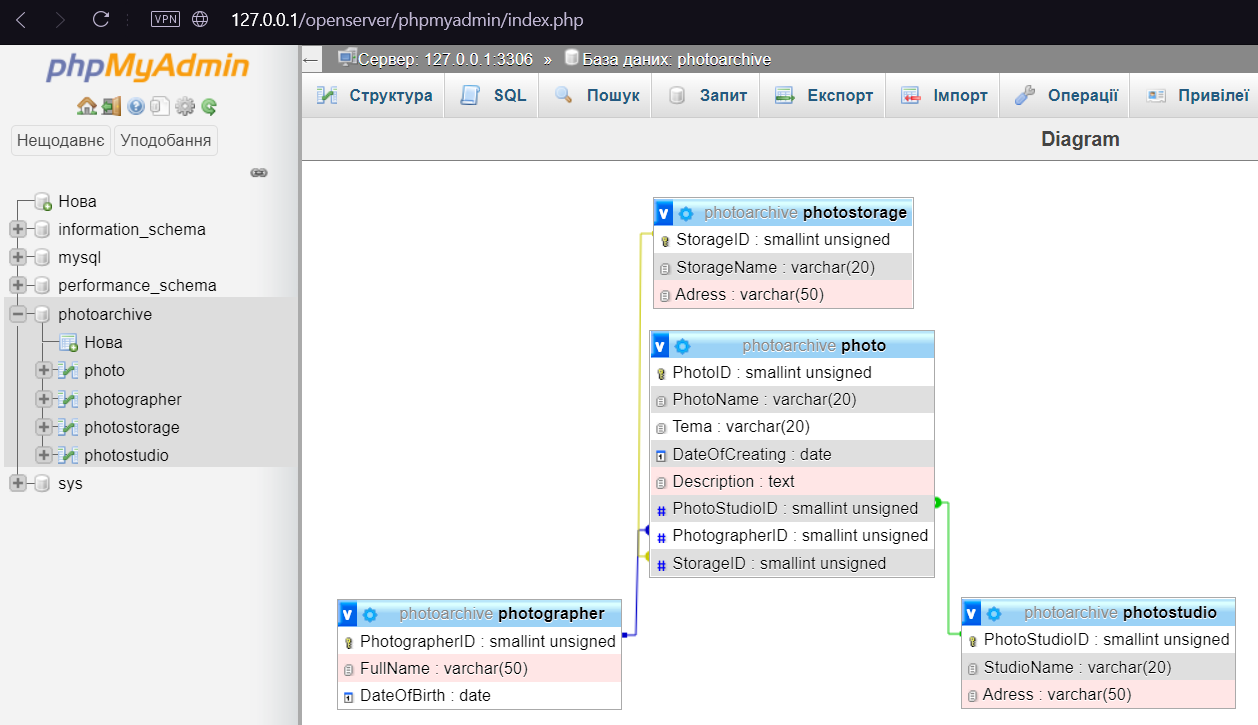 VPN 127.0.0.1/openserver/phpmyadmin/index.php
phpMyAdmin
Нещодавнє Уподобання
Нова
information_schema
mysql
performance_schema
photoarchive
Нова
photo
photographer
photostorage
photostudio
sys
Сервер: 127.0.0.1:3306 » База даних: photoarchive
Структура SQL Пошук Запит Експорт Імпорт Операції Привілеї
Diagram
v photoarchive photostorage
StorageID : smallint unsigned
StorageName : varchar(20)
Adress : varchar(50)
v photoarchive photo
PhotoID : smallint unsigned
PhotoName : varchar(20)
Tema : varchar(20)
DateOfCreating : date
Description : text
# PhotoStudioID : smallint unsigned
# PhotographerID : smallint unsigned
# StorageID : smallint unsigned
v photoarchive photographer
PhotographerID : smallint unsigned
FullName : varchar(50)
DateOfBirth : date
v photoarchive photostudio
PhotoStudioID : smallint unsigned
StudioName : varchar(20)
Adress : varchar(50)